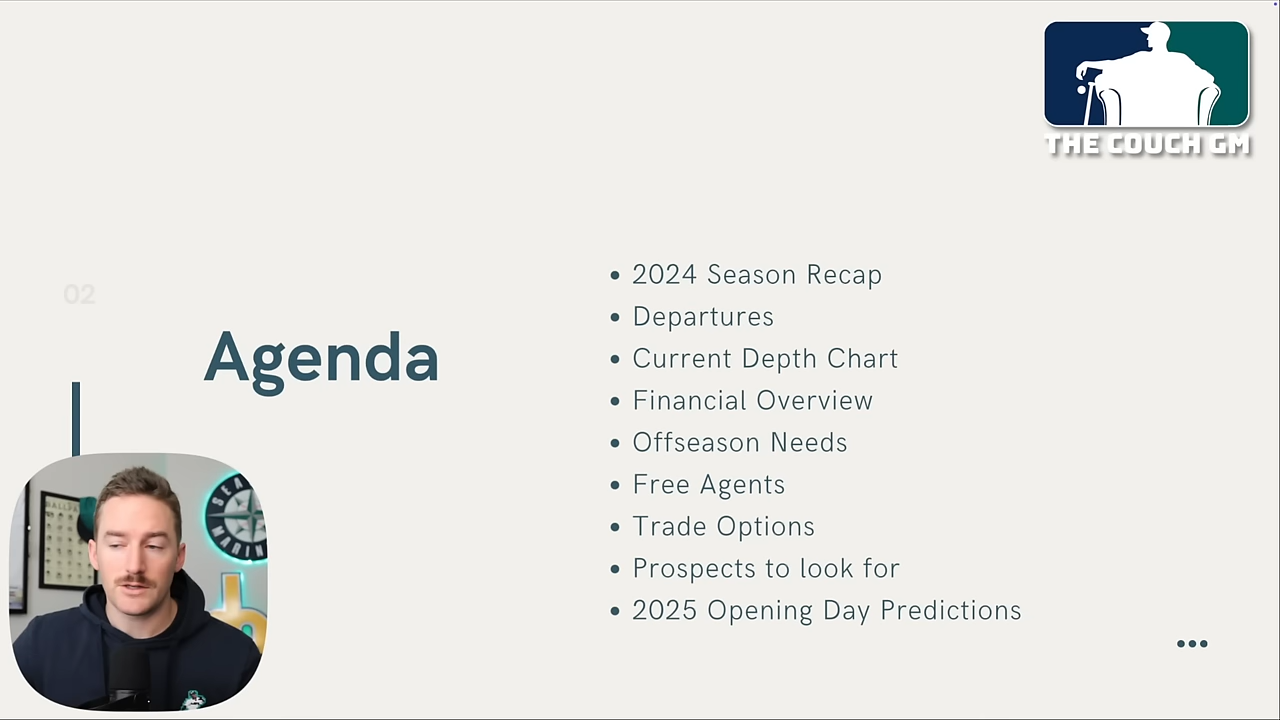 THE COUCH GM
02
Agenda
• 2024 Season Recap
• Departures
• Current Depth Chart
• Financial Overview
• Offseason Needs
• Free Agents
• Trade Options
• Prospects to look for
• 2025 Opening Day Predictions
•••